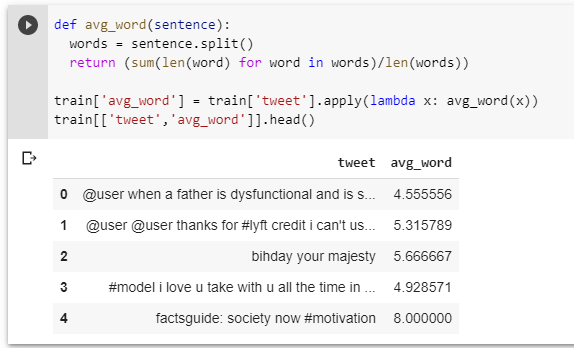 def avg_word(sentence):
  words = sentence.split()
  return (sum(len(word) for word in words)/len(words))

train['avg_word'] = train['tweet'].apply(lambda x: avg_word(x))
train[['tweet','avg_word']].head()
tweet avg_word
0 @user when a father is dysfunctional and is s... 4.555556
1 @user @user thanks for #lyft credit i can't us... 5.315789
2 bihday your majesty 5.666667
3 #model i love u take with u all the time in ... 4.928571
4 factsguide: society now #motivation 8.000000